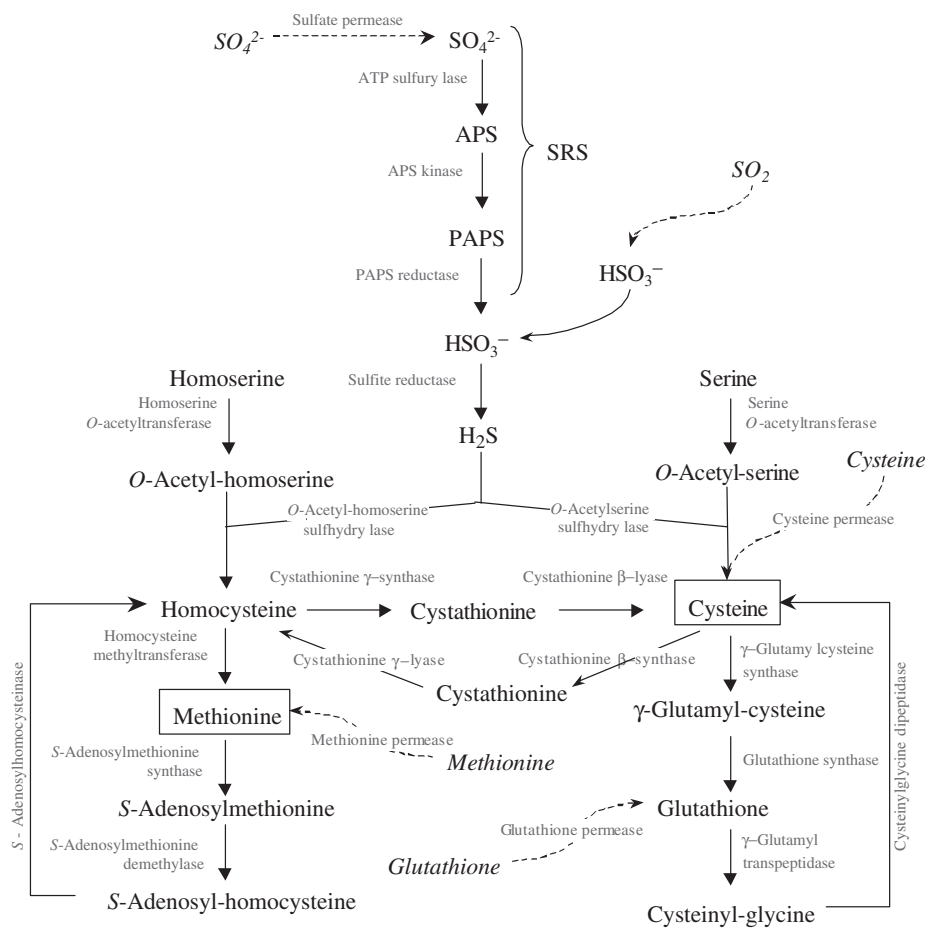 Sulfate permease
SO₄²⁻
SO₄²⁻
ATP sulfury lase
APS
SRS
APS kinase
SO₂
PAPS
PAPS reductase
HSO₃⁻
HSO₃⁻
Homoserine
Sulfite reductase
Serine
Homoserine
O-acetyltransferase
Serine
O-acetyltransferase
H₂S
O-Acetyl-homoserine
O-Acetyl-serine
Cysteine
O-Acetyl-homoserine
sulfhydry lase
O-Acetylserine
sulfhydry lase
Cysteine permease
Cystathionine γ–synthase
Cystathionine β–lyase
Homocysteine
Cystathionine
Cysteine
Homocysteine
methyltransferase
Cystathionine γ–lyase
Cystathionine β–synthase
γ–Glutamy lcysteine
synthase
Cystathionine
Methionine
γ-Glutamyl-cysteine
Methionine permease
Methionine
S-Adenosylmethionine
synthase
Glutathione synthase
S-Adenosylmethionine
Glutathione
Glutathione permease
Glutathione
S-Adenosylmethionine
demethylase
γ–Glutamyl
transpeptidase
S-Adenosyl-homocysteine
Cysteinyl-glycine
S - Adenosylhomocysteinase
Cysteinylglycine dipeptidase